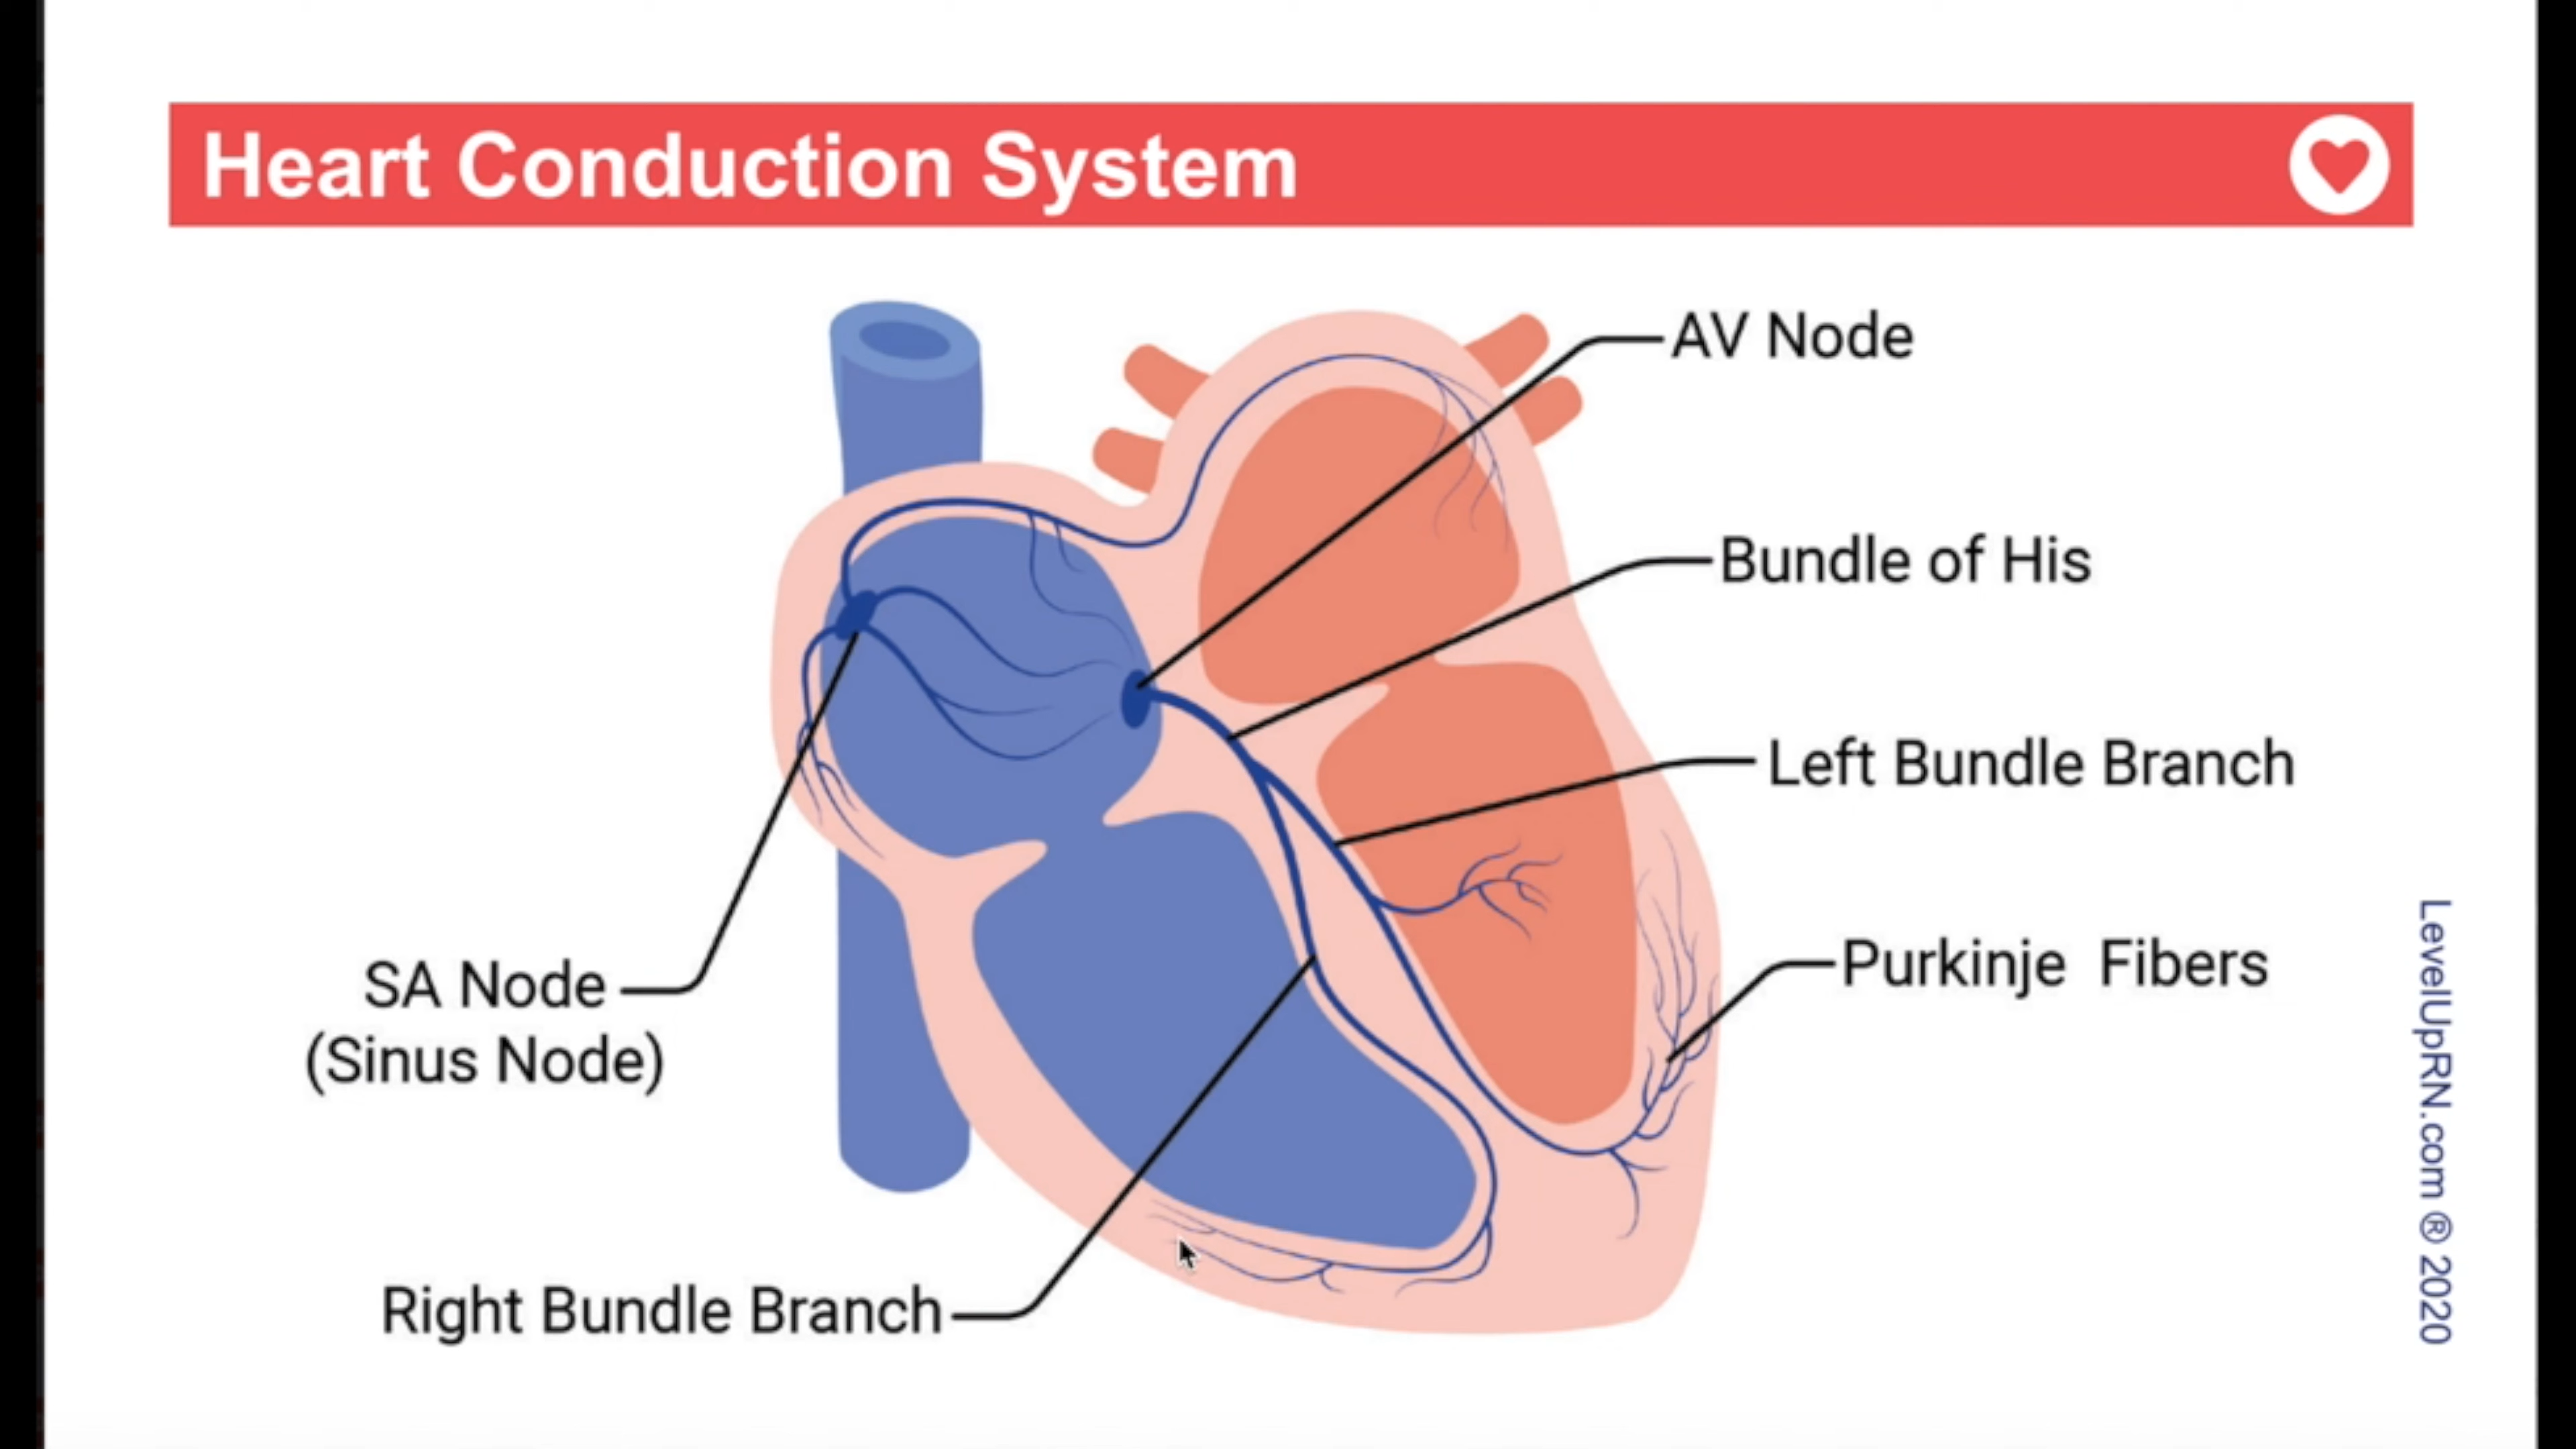 Heart Conduction System
AV Node
Bundle of His
Left Bundle Branch
Purkinje Fibers
SA Node
(Sinus Node)
Right Bundle Branch
LevelUpRN.com ® 2020